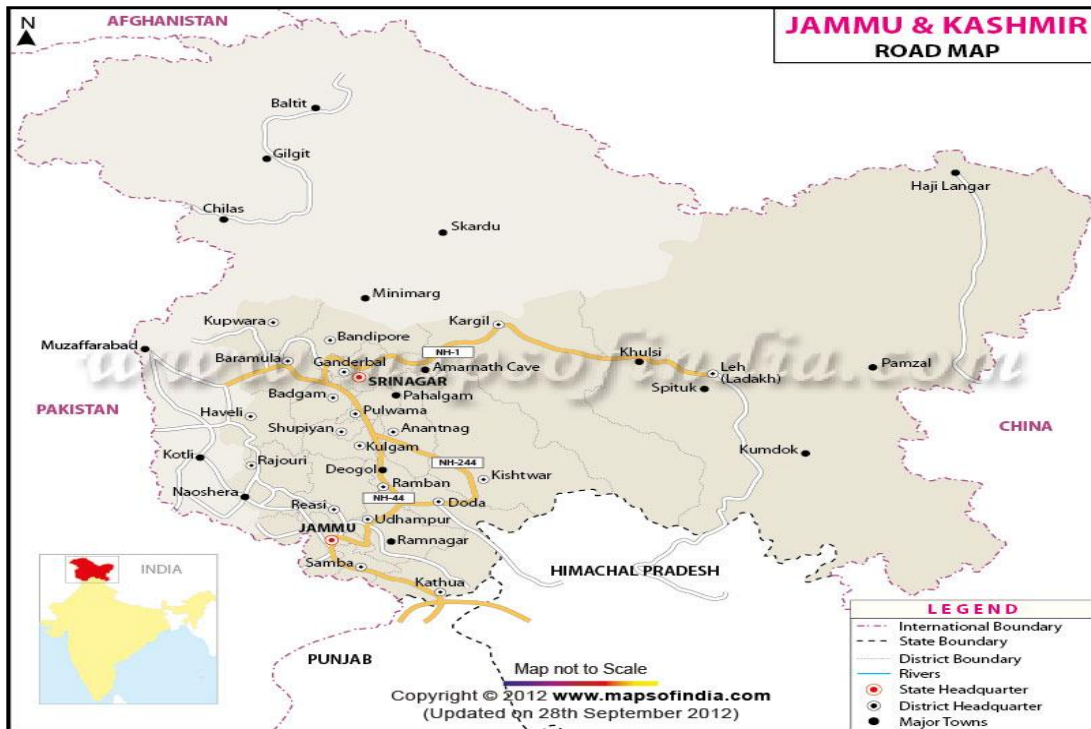 N
AFGHANISTAN
JAMMU & KASHMIR
ROAD MAP
Baltit
Gilgit
Haji Langar
Chilas
Skardu
Minimarg
Kupwara
Bandipore
Kargil
Muzaffarabad
www.mapsofindia.com
NH-1
Baramula
Ganderbal
Khulsi
Amarnath Cave
Leh
(Ladakh)
Pamzal
SRINAGAR
Spituk
Badgam
Pahalgam
PAKISTAN
Haveli
Pulwama
CHINA
Shupiyan
Anantnag
Kulgam
Kumdok
Kotli
Rajouri
Deogol
NH-244
Kishtwar
Ramban
Naoshera
NH-44
Reasi
Doda
JAMMU
Udhampur
Ramnagar
Samba
HIMACHAL PRADESH
INDIA
Kathua
PUNJAB
Map not to Scale
Copyright © 2012 www.mapsofindia.com
(Updated on 28th September 2012)
LEGEND
International Boundary
State Boundary
District Boundary
Rivers
State Headquarter
District Headquarter
Major Towns